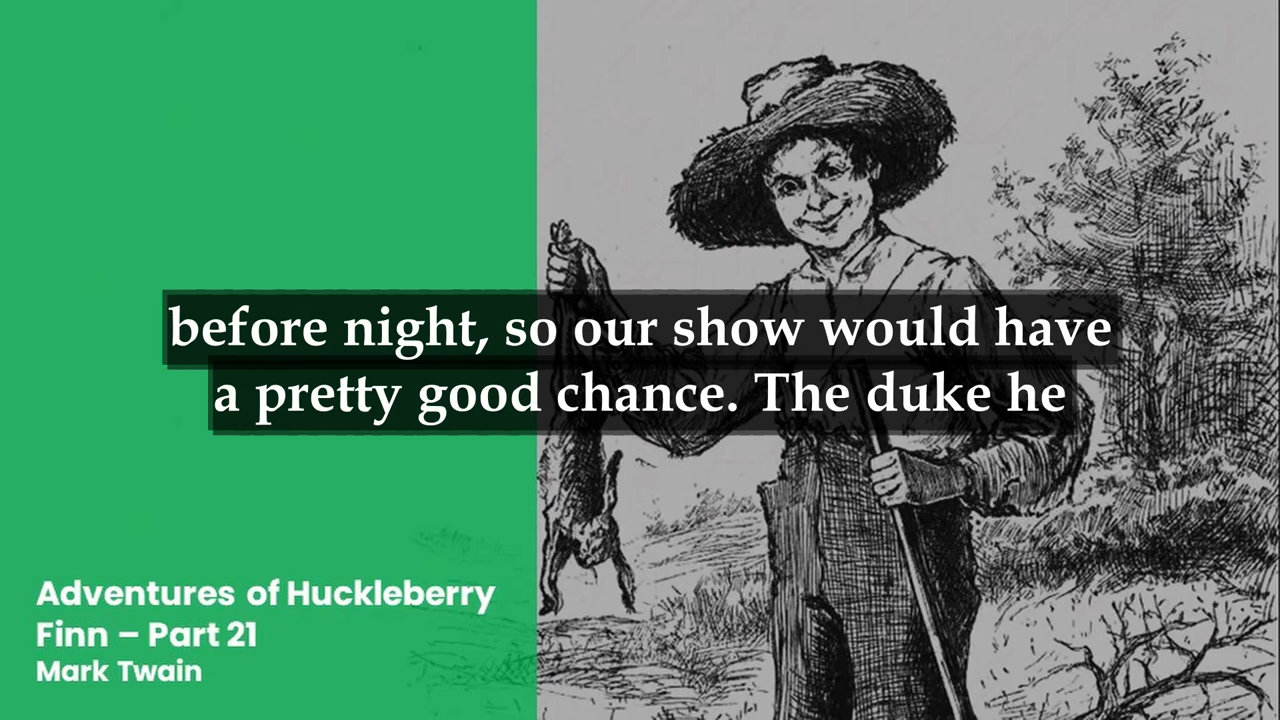 before night, so our show would have
a pretty good chance. The duke he
Adventures of Huckleberry
Finn – Part 21
Mark Twain